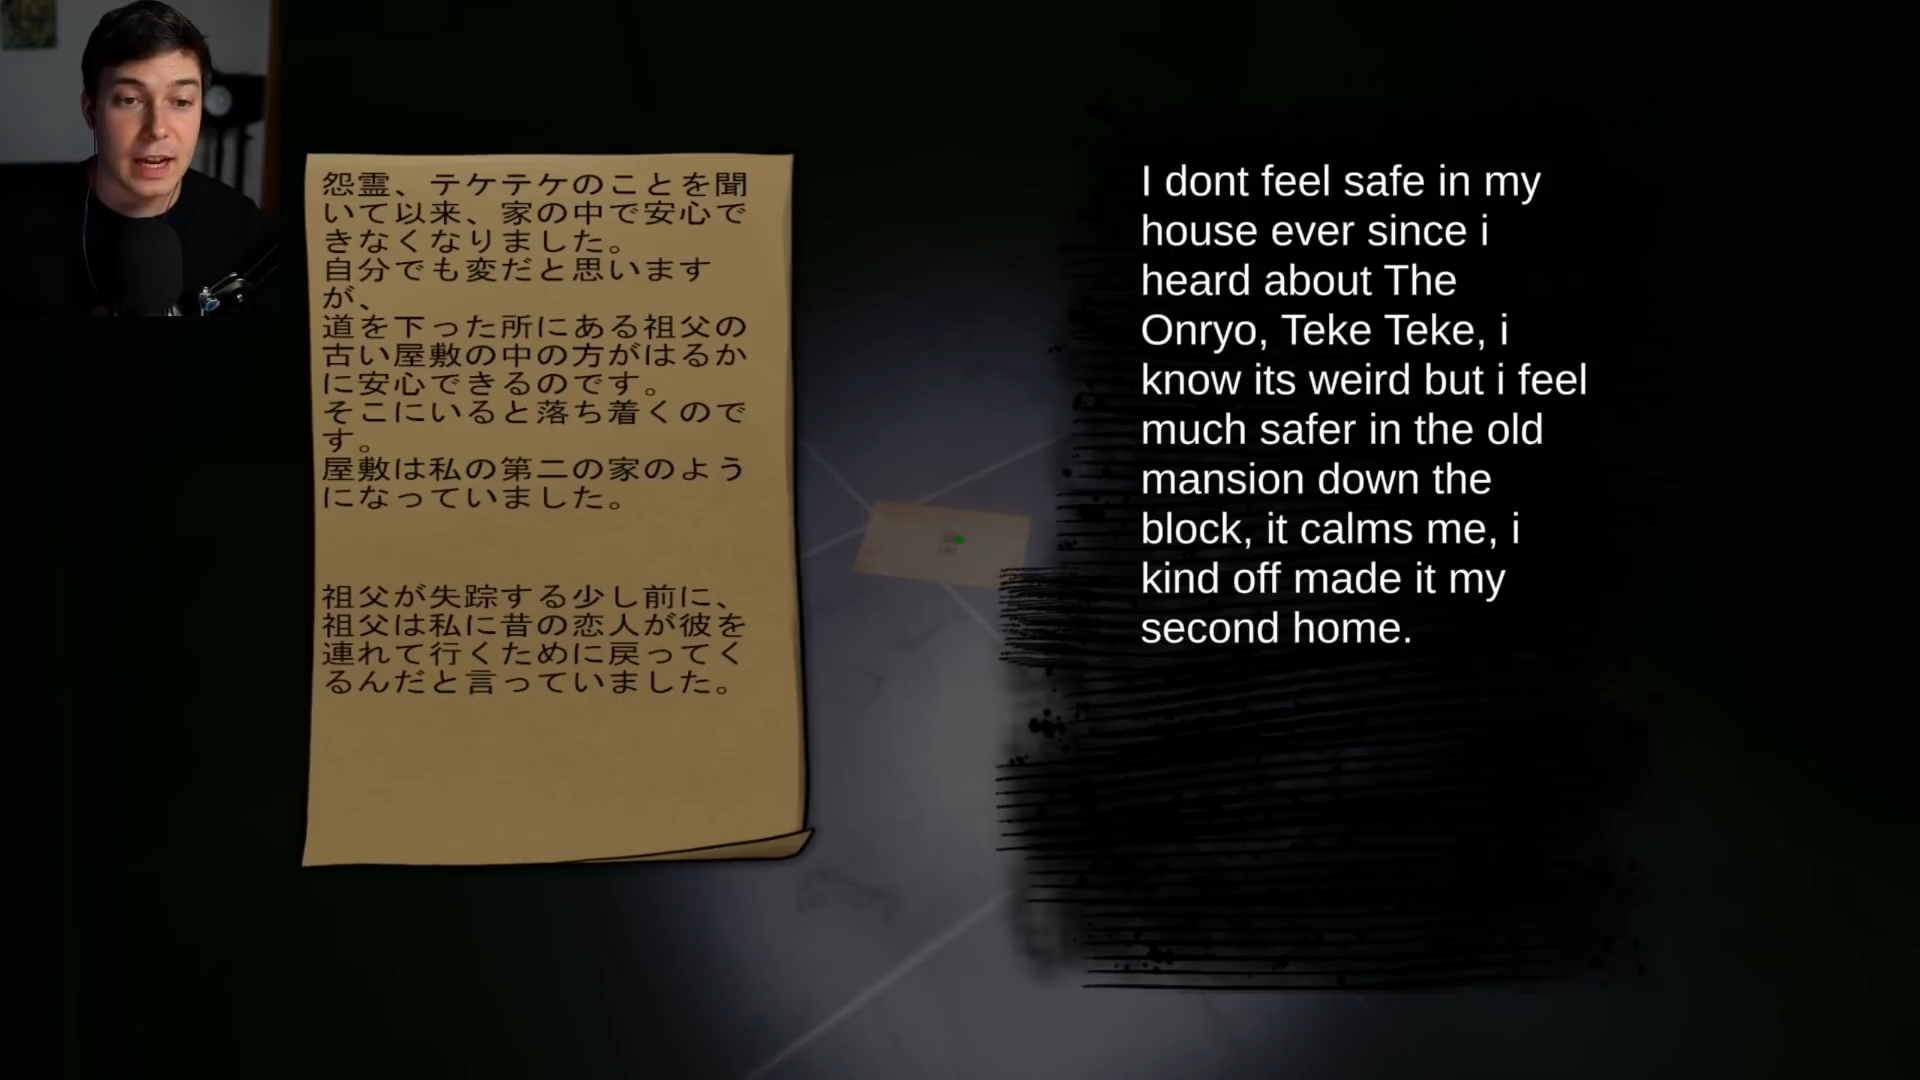 怨霊、テケテケのことを聞
いて以来、家の中で安心で
きなくなりました。
自分でも変だと思います
が、
道を下った所にある祖父の
古い屋敷の中の方がはるか
に安心できるのです。
そこにいると落ち着くので
す。
屋敷は私の第二の家のよう
になっていました。
祖父が失踪する少し前に、
祖父は私に昔の恋人が彼を
連れて行くために戻ってく
るんだと言っていました。
I dont feel safe in my
house ever since i
heard about The
Onryo, Teke Teke, i
know its weird but i feel
much safer in the old
mansion down the
block, it calms me, i
kind off made it my
second home.